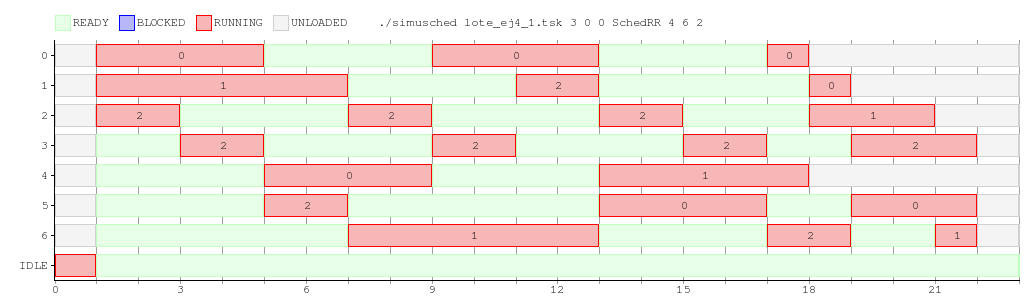 READY BLOCKED RUNNING UNLOADED ./simusched lote_ej4_1.tsk 3 0 0 SchedRR 4 6 2
0 0 0 0
1 1 2 0
2 2 2 2 1
3 2 2 2 2
4 0 1
5 2 0 0
6 1 2 1
IDLE
0 3 6 9 12 15 18 21